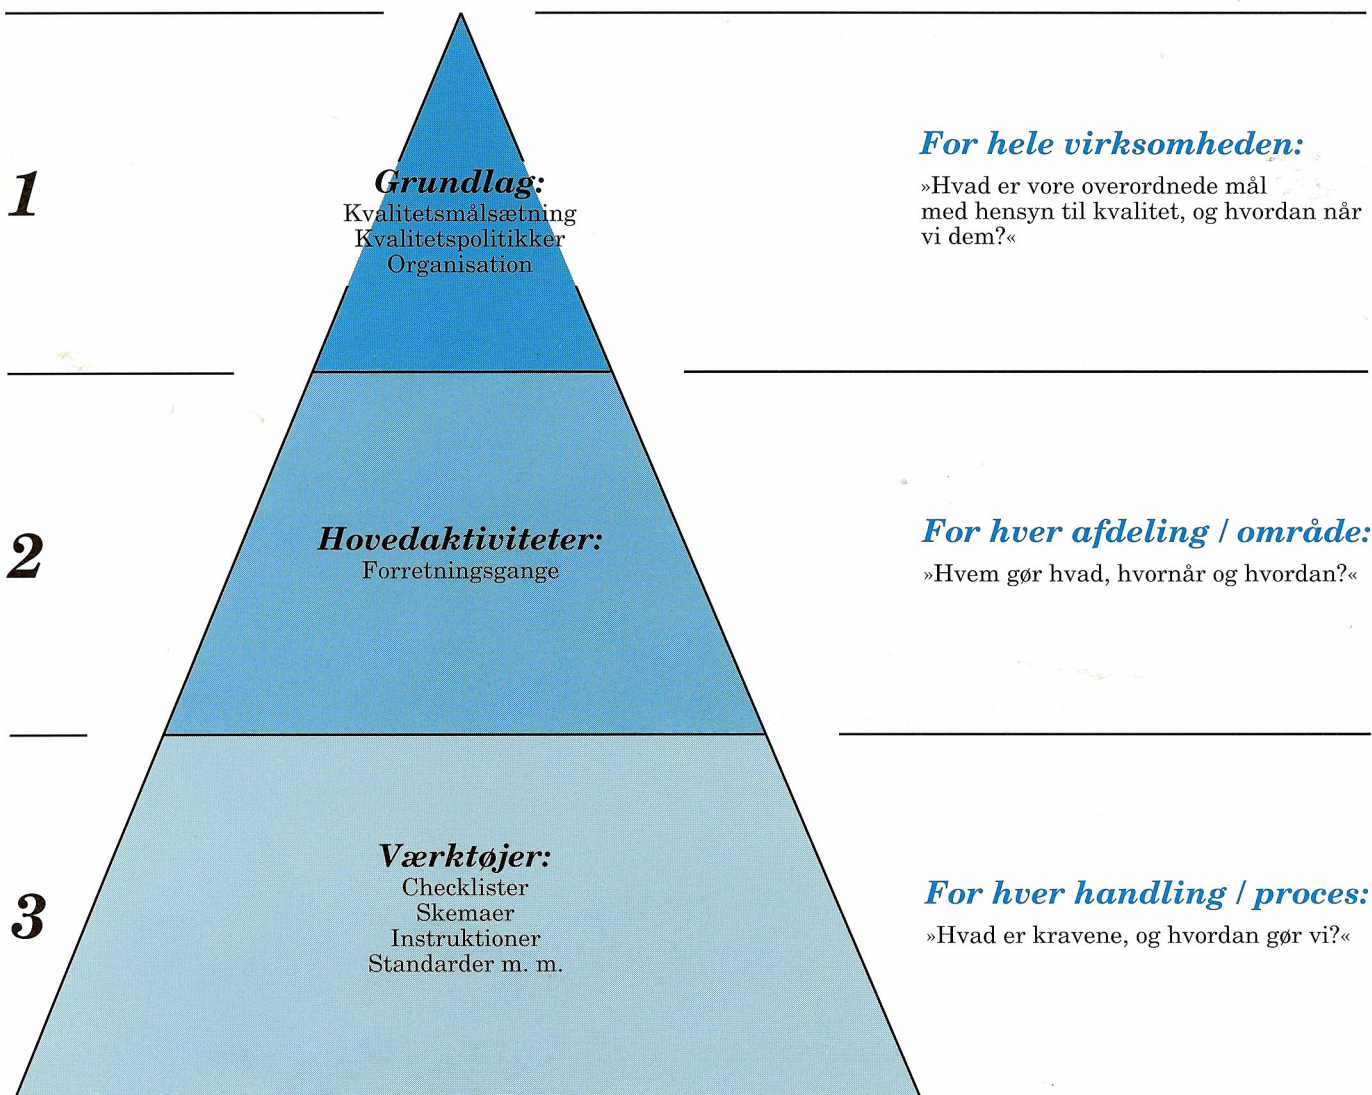 1
Grundlag:
Kvalitetsmålsætning
Kvalitetspolitikker
Organisation
For hele virksomheden:
»Hvad er vore overordnede mål
med hensyn til kvalitet, og hvordan når
vi dem?«
2
Hovedaktiviteter:
Forretningsgange
For hver afdeling / område:
»Hvem gør hvad, hvornår og hvordan?«
3
Værktøjer:
Checklister
Skemaer
Instruktioner
Standarder m. m.
For hver handling / proces:
»Hvad er kravene, og hvordan gør vi?«